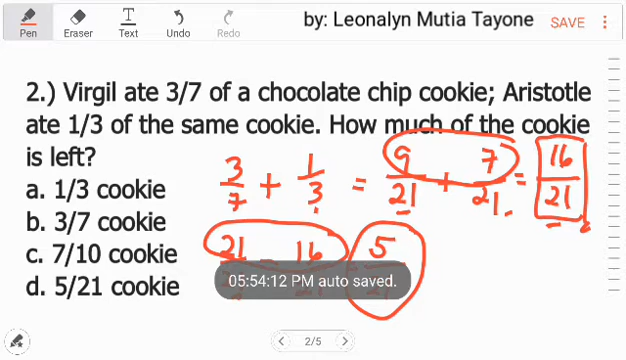 Pen Eraser Text Undo Redo by: Leonalyn Mutia Tayone SAVE
2.) Virgil ate 3/7 of a chocolate chip cookie; Aristotle
ate 1/3 of the same cookie. How much of the cookie
is left?
3/7 + 1/3 = 9/21 + 7/21 = 16/21
a. 1/3 cookie
b. 3/7 cookie
c. 7/10 cookie
d. 5/21 cookie
21 - 16 5
05:54:12 PM auto saved.
2/5